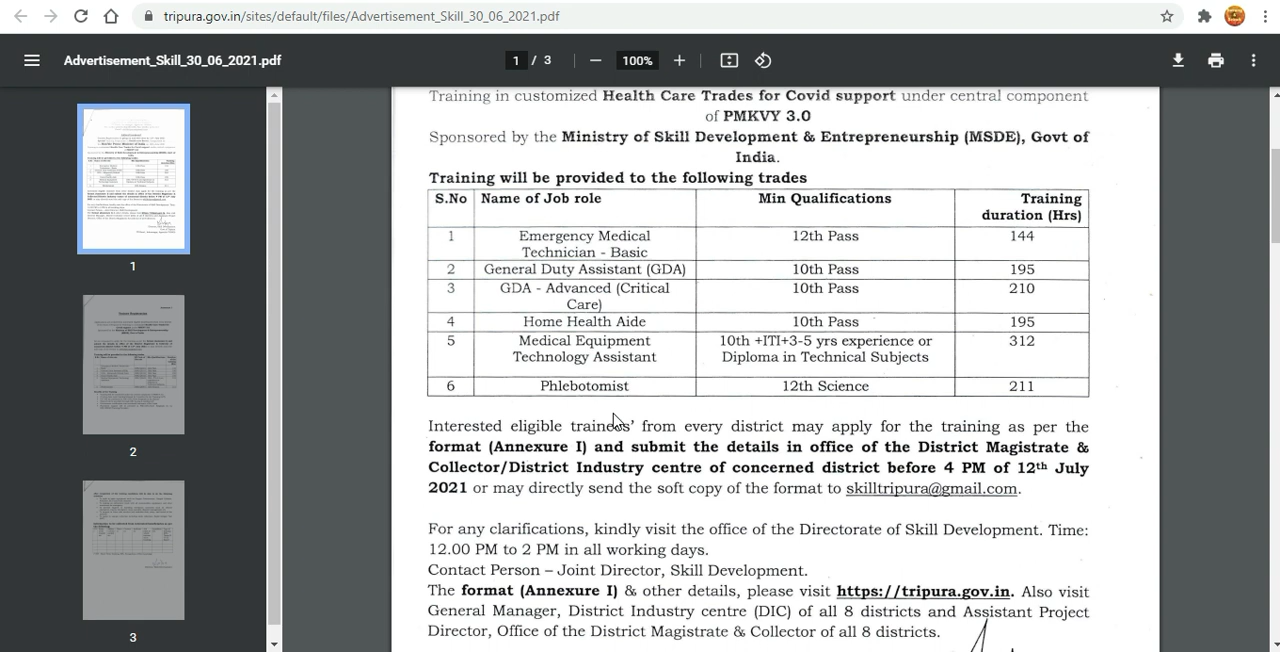 tripura.gov.in/sites/default/files/Advertisement_Skill_30_06_2021.pdf
Advertisement_Skill_30_06_2021.pdf
1 / 3
100%
Training in customized Health Care Trades for Covid support under central component
of PMKVY 3.0
Sponsored by the Ministry of Skill Development & Entrepreneurship (MSDE), Govt of
India.
Training will be provided to the following trades
S.No Name of Job role Min Qualifications Training duration (Hrs)
1 Emergency Medical Technician - Basic 12th Pass 144
2 General Duty Assistant (GDA) 10th Pass 195
3 GDA - Advanced (Critical Care) 10th Pass 210
4 Home Health Aide 10th Pass 195
5 Medical Equipment Technology Assistant 10th +ITI+3-5 yrs experience or Diploma in Technical Subjects 312
6 Phlebotomist 12th Science 211
Interested eligible trainees' from every district may apply for the training as per the
format (Annexure I) and submit the details in office of the District Magistrate &
Collector/District Industry centre of concerned district before 4 PM of 12th July
2021 or may directly send the soft copy of the format to skilltripura@gmail.com.
For any clarifications, kindly visit the office of the Directorate of Skill Development. Time:
12.00 PM to 2 PM in all working days.
Contact Person – Joint Director, Skill Development.
The format (Annexure I) & other details, please visit https://tripura.gov.in. Also visit
General Manager, District Industry centre (DIC) of all 8 districts and Assistant Project
Director, Office of the District Magistrate & Collector of all 8 districts.
1
2
3